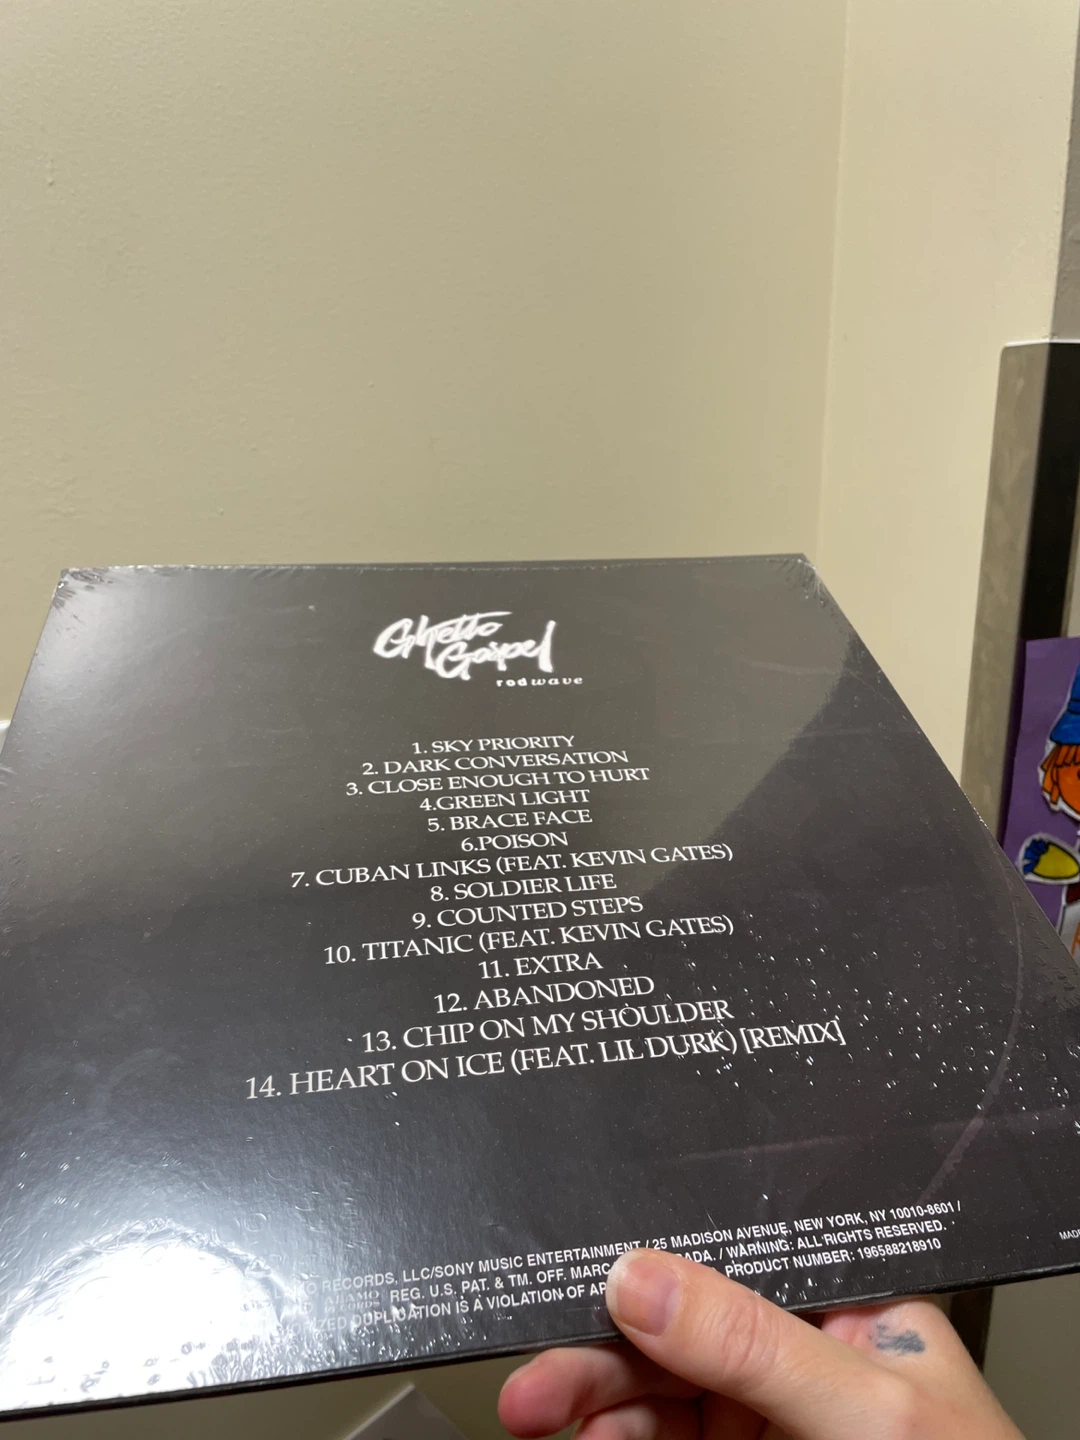 Ghetto
Gospel
rod wave
1. SKY PRIORITY
2. DARK CONVERSATION
3. CLOSE ENOUGH TO HURT
4.GREEN LIGHT
5. BRACE FACE
6.POISON
7. CUBAN LINKS (FEAT. KEVIN GATES)
8. SOLDIER LIFE
9. COUNTED STEPS
10. TITANIC (FEAT. KEVIN GATES)
11. EXTRA
12. ABANDONED
13. CHIP ON MY SHOULDER
14. HEART ON ICE (FEAT. LIL DURK) [REMIX]
RECORDS, LLC/SONY MUSIC ENTERTAINMENT / 25 MADISON AVENUE, NEW YORK, NY 10010-8601 /
REG. U.S. PAT. & TM. OFF. MARC / WARNING: ALL RIGHTS RESERVED.
DUPLICATION IS A VIOLATION OF PRODUCT NUMBER: 196588218910